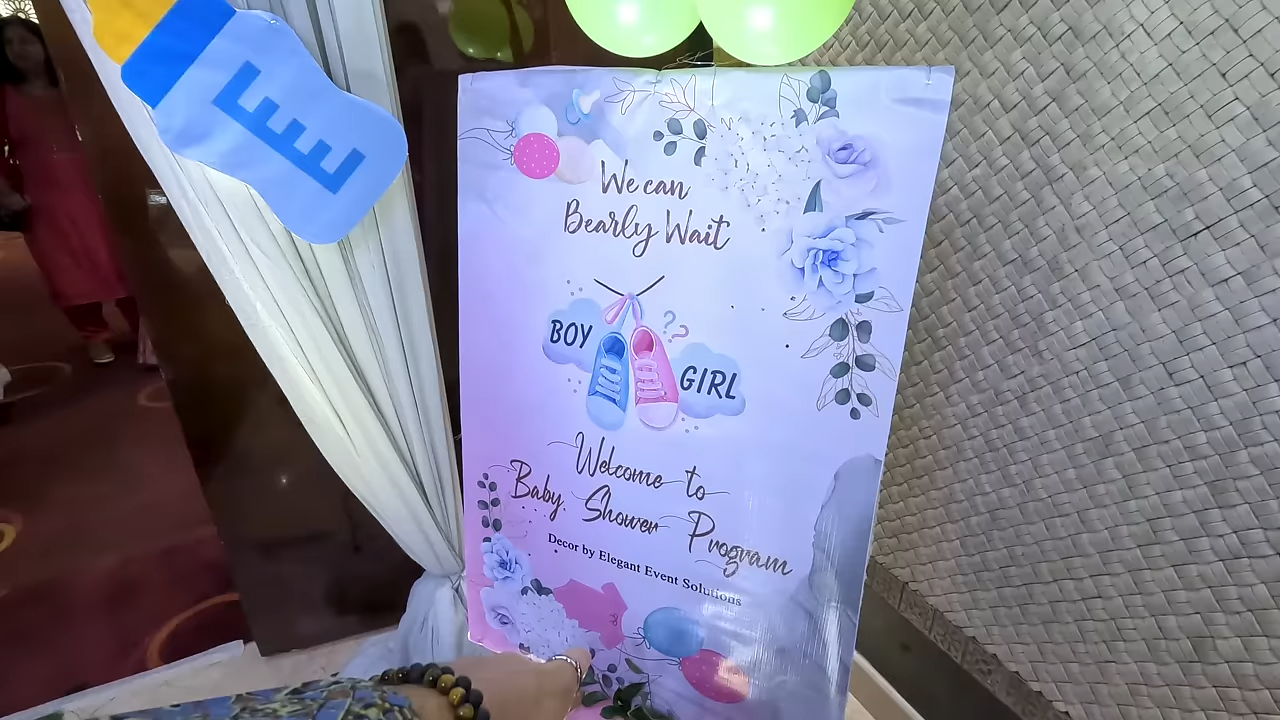 We can
Bearly Wait
BOY
??
GIRL
Welcome to
Baby Shower Program
Decor by Elegant Event Solutions